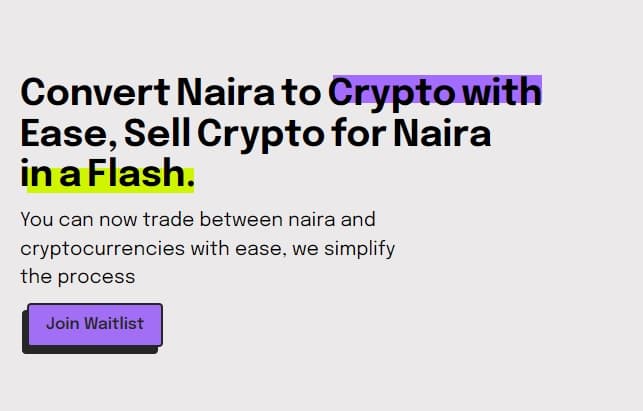 Convert Naira to Crypto with
Ease, Sell Crypto for Naira
in a Flash.
You can now trade between naira and
cryptocurrencies with ease, we simplify
the process
Join Waitlist